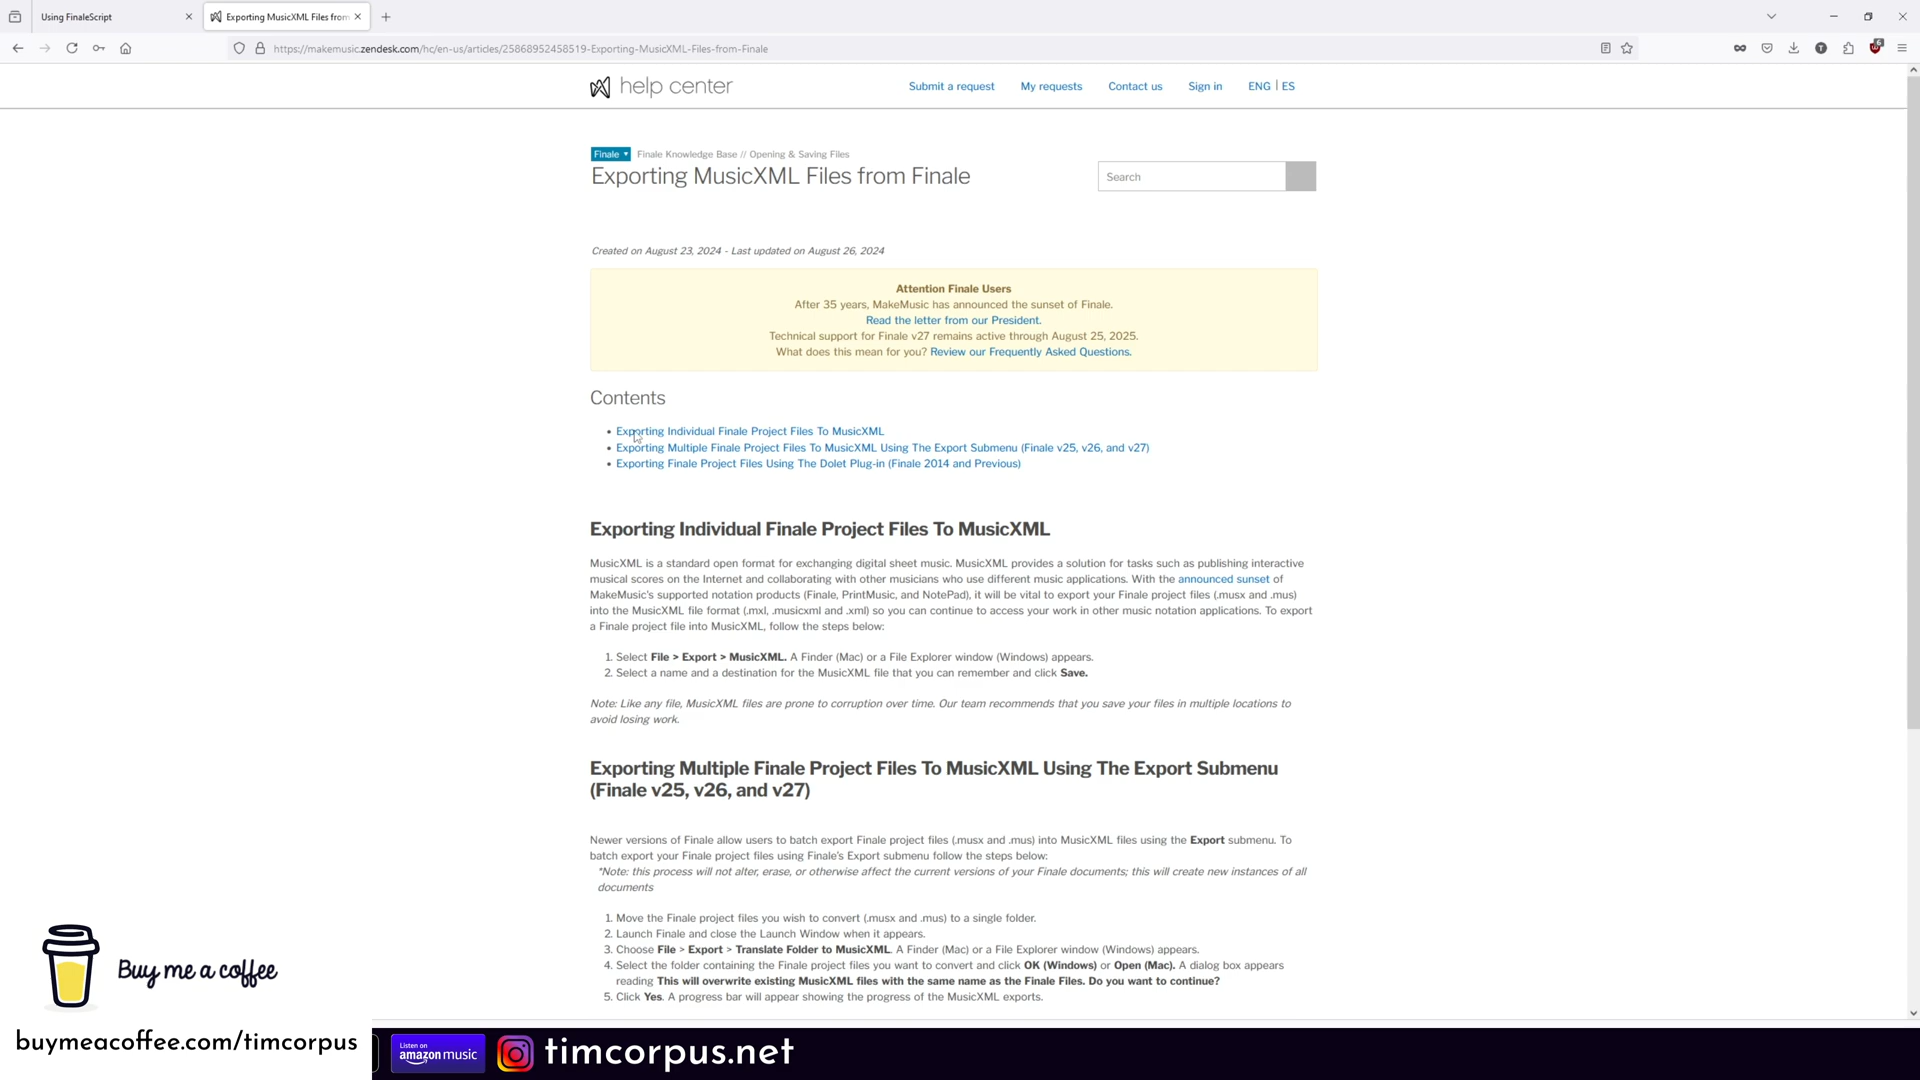 Using FinaleScript
Exporting MusicXML Files from
https://makemusic.zendesk.com/hc/en-us/articles/25868952458519-Exporting-MusicXML-Files-from-Finale
help center
Submit a request
My requests
Contact us
Sign in
ENG | ES
Finale ▾ Finale Knowledge Base // Opening & Saving Files
Exporting MusicXML Files from Finale
Search
Created on August 23, 2024 - Last updated on August 26, 2024
Attention Finale Users
After 35 years, MakeMusic has announced the sunset of Finale.
Read the letter from our President.
Technical support for Finale v27 remains active through August 25, 2025.
What does this mean for you? Review our Frequently Asked Questions.
Contents
• Exporting Individual Finale Project Files To MusicXML
• Exporting Multiple Finale Project Files To MusicXML Using The Export Submenu (Finale v25, v26, and v27)
• Exporting Finale Project Files Using The Dolet Plug-in (Finale 2014 and Previous)
Exporting Individual Finale Project Files To MusicXML
MusicXML is a standard open format for exchanging digital sheet music. MusicXML provides a solution for tasks such as publishing interactive
musical scores on the Internet and collaborating with other musicians who use different music applications. With the announced sunset of
MakeMusic's supported notation products (Finale, PrintMusic, and NotePad), it will be vital to export your Finale project files (.musx and .mus)
into the MusicXML file format (.mxl, .musicxml and .xml) so you can continue to access your work in other music notation applications. To export
a Finale project file into MusicXML, follow the steps below:
1. Select File > Export > MusicXML. A Finder (Mac) or a File Explorer window (Windows) appears.
2. Select a name and a destination for the MusicXML file that you can remember and click Save.
Note: Like any file, MusicXML files are prone to corruption over time. Our team recommends that you save your files in multiple locations to
avoid losing work.
Exporting Multiple Finale Project Files To MusicXML Using The Export Submenu
(Finale v25, v26, and v27)
Newer versions of Finale allow users to batch export Finale project files (.musx and .mus) into MusicXML files using the Export submenu. To
batch export your Finale project files using Finale's Export submenu follow the steps below:
*Note: this process will not alter, erase, or otherwise affect the current versions of your Finale documents; this will create new instances of all
documents
1. Move the Finale project files you wish to convert (.musx and .mus) to a single folder.
2. Launch Finale and close the Launch Window when it appears.
3. Choose File > Export > Translate Folder to MusicXML. A Finder (Mac) or a File Explorer window (Windows) appears.
4. Select the folder containing the Finale project files you want to convert and click OK (Windows) or Open (Mac). A dialog box appears
reading This will overwrite existing MusicXML files with the same name as the Finale Files. Do you want to continue?
5. Click Yes. A progress bar will appear showing the progress of the MusicXML exports.
Buy me a coffee
buymeacoffee.com/timcorpus
Listen on
amazon music
timcorpus.net